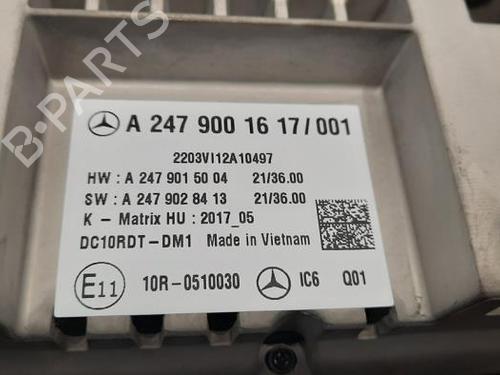 A 247 900 16 17/001
2203VI12A10497
HW : A 247 901 50 04 21/36.00
SW : A 247 902 84 13 21/36.00
K - Matrix HU : 2017_05
DC10RDT-DM1 Made in Vietnam
E11 10R-0510030 IC6 Q01
B-PARTS